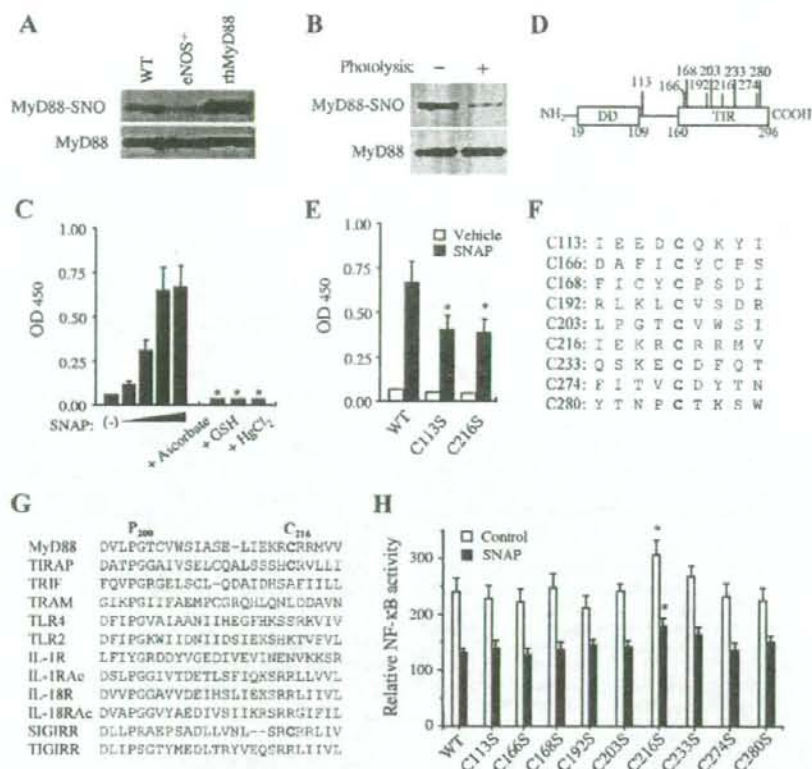 A
WT
eNOS⁻
rhMyD88
MyD88-SNO
MyD88
B
Photolysis: − +
MyD88-SNO
MyD88
D
168 203 233 280
113 166 192 216 274
NH₂ DD TIR COOH
19 109 160 296
C
OD 450
1.00
0.75
0.50
0.25
0.00
SNAP: (-)
+ Ascorbate
+ GSH
+ HgCl₂
* * *
E
Vehicle
SNAP
OD 450
1.00
0.75
0.50
0.25
0.00
* *
WT
C113S
C216S
F
C113: I E E D C Q K Y I
C166: D A F I C Y C P S
C168: F I C Y C P S D I
C192: R L K L C V S D R
C203: L P G T C V W S I
C216: I E K R C R R M V
C233: Q S K E C D F Q T
C274: F I T V C D Y T N
C280: Y T N P C T K S W
G
P₂₀₀ C₂₁₆
MyD88 DVLPGTCVWSIASE-LIEKRCRRMVV
TIRAP DATPGGAIVSELCQALSSSHCRVLLI
TRIF FQVPGRGELSCL-QDAIDHSAFIILL
TRAM GIKPGIIFAEMPCGRQHLQNLDDAVN
TLR4 DFIPGVAIAANIIHEGFHKSRKVIVV
TLR2 DFIPGKWIIDNIIDSIEKSHKTVFVL
IL-1R LFIYGRDDYVGEDIVEVINENVKKSR
IL-1RAc DSLPGGIVTDETLSFIQKSRRLLVVL
IL-18R DVVPGGAVVDEIHSLIEKSRRLIIVL
IL-18RAc DVAPGGVYAEDIVSIIKRSRRGIFIL
SIGIRR DLLPRAEPSADLLVNL--SRCRRLIV
TIGIRR DLIPSGTYMEDLTRYVEQSRRLIIVL
H
Control
SNAP
Relative NF-κB activity
300
200
100
0
*
*
WT
C113S
C166S
C168S
C192S
C203S
C216S
C233S
C274S
C280S